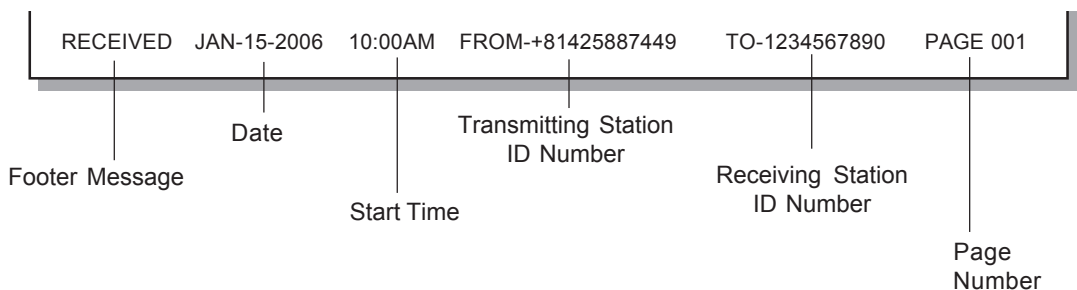 RECEIVED JAN-15-2006 10:00AM FROM-+81425887449 TO-1234567890 PAGE 001
Footer Message
Date
Start Time
Transmitting Station
ID Number
Receiving Station
ID Number
Page
Number